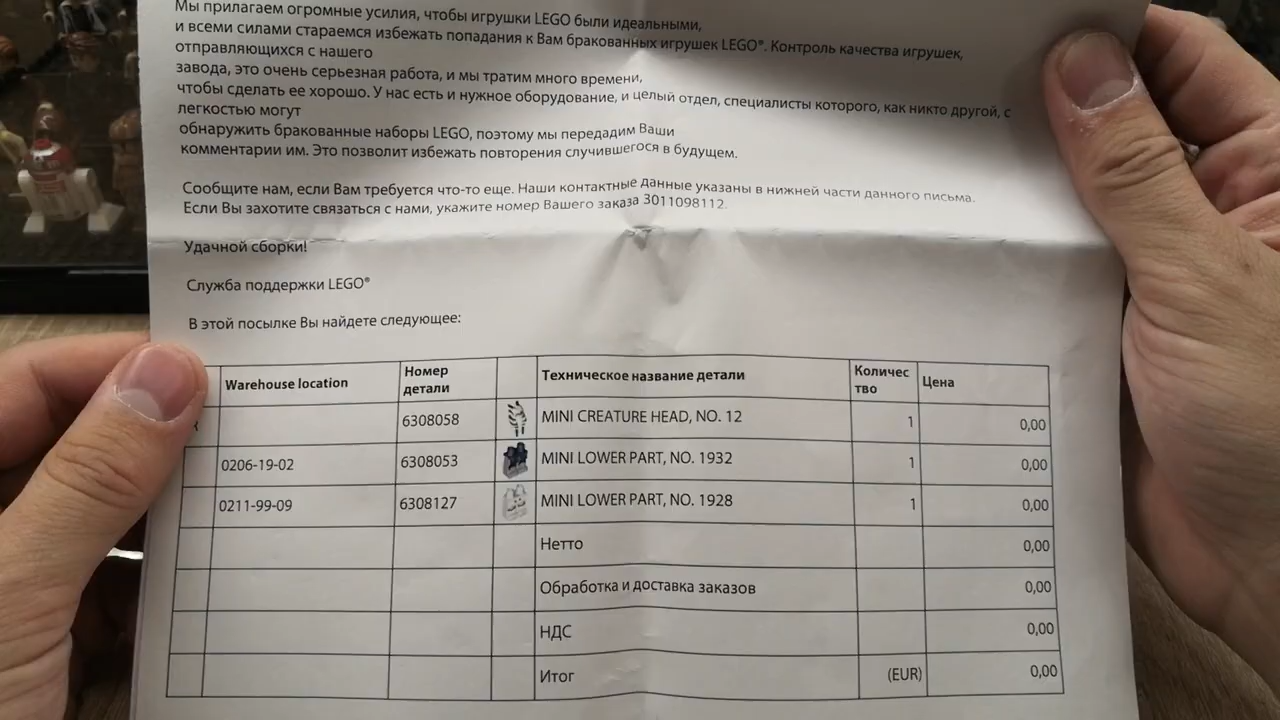 Мы прилагаем огромные усилия, чтобы игрушки LEGO были идеальными,
и всеми силами стараемся избежать попадания к Вам бракованных игрушек LEGO®. Контроль качества игрушек,
отправляющихся с нашего
завода, это очень серьезная работа, и мы тратим много времени,
чтобы сделать ее хорошо. У нас есть и нужное оборудование, и целый отдел, специалисты которого, как никто другой, с
легкостью могут
обнаружить бракованные наборы LEGO, поэтому мы передадим Ваши
комментарии им. Это позволит избежать повторения случившегося в будущем.
Сообщите нам, если Вам требуется что-то еще. Наши контактные данные указаны в нижней части данного письма.
Если Вы захотите связаться с нами, укажите номер Вашего заказа 3011098112.
Удачной сборки!
Служба поддержки LEGO®
В этой посылке Вы найдете следующее:
Warehouse location Номер детали Техническое название детали Количес тво Цена
6308058 MINI CREATURE HEAD, NO. 12 1 0,00
0206-19-02 6308053 MINI LOWER PART, NO. 1932 1 0,00
0211-99-09 6308127 MINI LOWER PART, NO. 1928 1 0,00
Нетто 0,00
Обработка и доставка заказов 0,00
НДС 0,00
Итог (EUR) 0,00